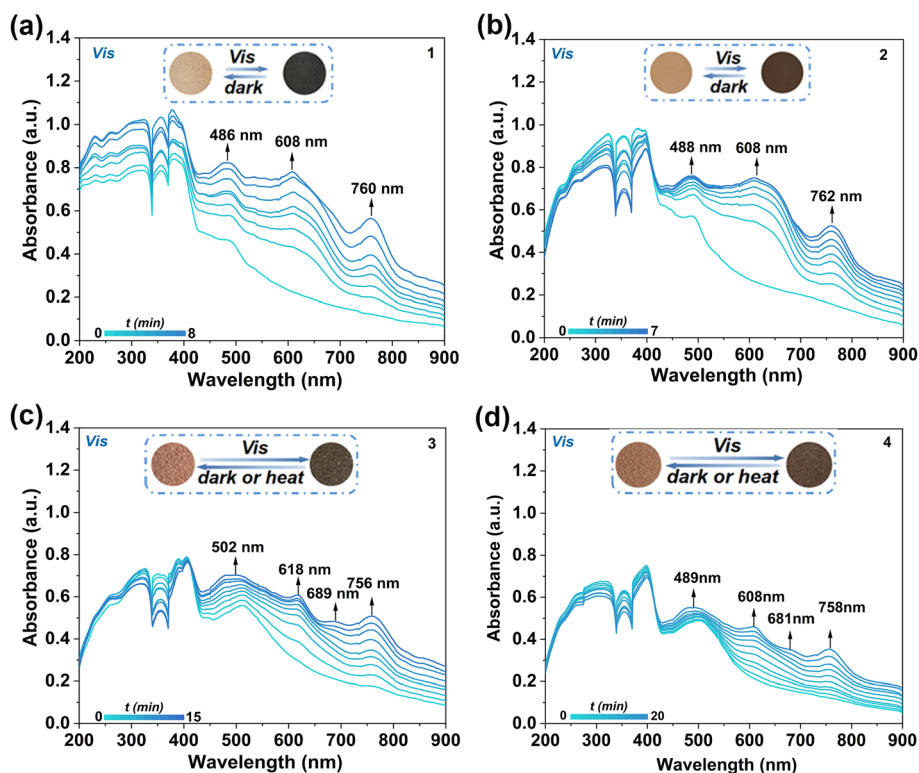 (a)
Vis
1
Vis
dark
486 nm
608 nm
760 nm
t (min)
0
8
Absorbance (a.u.)
0.0
0.2
0.4
0.6
0.8
1.0
1.2
1.4
200 300 400 500 600 700 800 900
Wavelength (nm)
(b)
Vis
2
Vis
dark
488 nm
608 nm
762 nm
t (min)
0
7
Absorbance (a.u.)
0.0
0.2
0.4
0.6
0.8
1.0
1.2
1.4
200 300 400 500 600 700 800 900
Wavelength (nm)
(c)
Vis
3
Vis
dark or heat
502 nm
618 nm
689 nm
756 nm
t (min)
0
15
Absorbance (a.u.)
0.0
0.2
0.4
0.6
0.8
1.0
1.2
1.4
200 300 400 500 600 700 800 900
Wavelength (nm)
(d)
Vis
4
Vis
dark or heat
489nm
608nm
681nm
758nm
t (min)
0
20
Absorbance (a.u.)
0.0
0.2
0.4
0.6
0.8
1.0
1.2
1.4
200 300 400 500 600 700 800 900
Wavelength (nm)